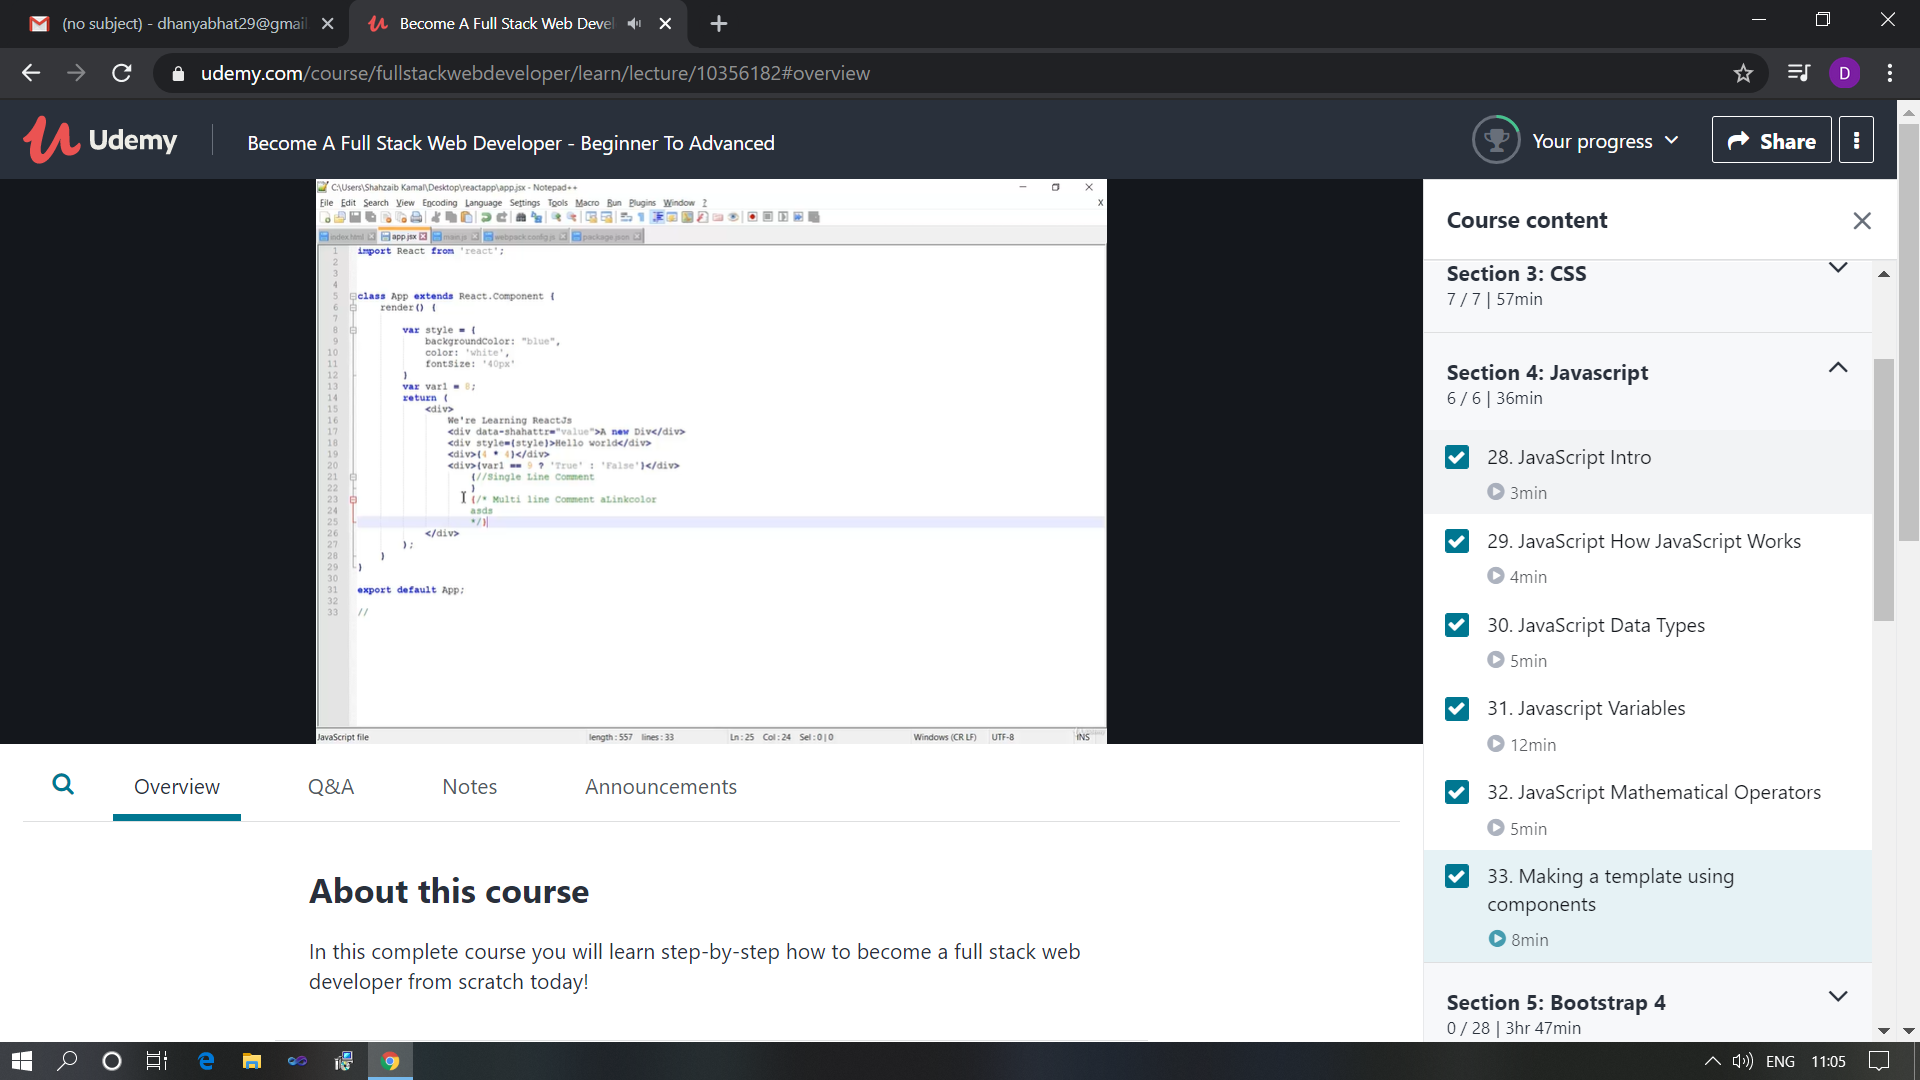 (no subject) - dhanyabhat29@gmail
Become A Full Stack Web Devel
udemy.com/course/fullstackwebdeveloper/learn/lecture/10356182#overview
D
Udemy
Become A Full Stack Web Developer - Beginner To Advanced
Your progress
Share
C:\Users\Shahzaib Kamal\Desktop\reactapp\app.jsx - Notepad++
File Edit Search View Encoding Language Settings Tools Macro Run Plugins Window ?
X
index.html app.jsx main.js webpack.config.js package.json
1 import React from 'react';
2
3
4
5 class App extends React.Component {
6 render() {
7
8 var style = {
9 backgroundColor: "blue",
10 color: 'white',
11 fontSize: '40px'
12 }
13 var var1 = 8;
14 return (
15 <div>
16 We're Learning ReactJs
17 <div data-shahattr="value">A new Div</div>
18 <div style={style}>Hello world</div>
19 <div>{4 * 4}</div>
20 <div>{var1 == 9 ? 'True' : 'False'}</div>
21 {//Single Line Comment
22 }
23 {/* Multi line Comment aLinkcolor
24 asds
25 */}
26 </div>
27 );
28 }
29 }
30
31 export default App;
32
33 //
JavaScript file length : 557 lines : 33 Ln : 25 Col : 24 Sel : 0 | 0 Windows (CR LF) UTF-8 INS
Course content
Section 3: CSS
7 / 7 | 57min
Section 4: Javascript
6 / 6 | 36min
28. JavaScript Intro
3min
29. JavaScript How JavaScript Works
4min
30. JavaScript Data Types
5min
31. Javascript Variables
12min
32. JavaScript Mathematical Operators
5min
33. Making a template using
components
8min
Section 5: Bootstrap 4
0 / 28 | 3hr 47min
Overview Q&A Notes Announcements
About this course
In this complete course you will learn step-by-step how to become a full stack web
developer from scratch today!
ENG 11:05